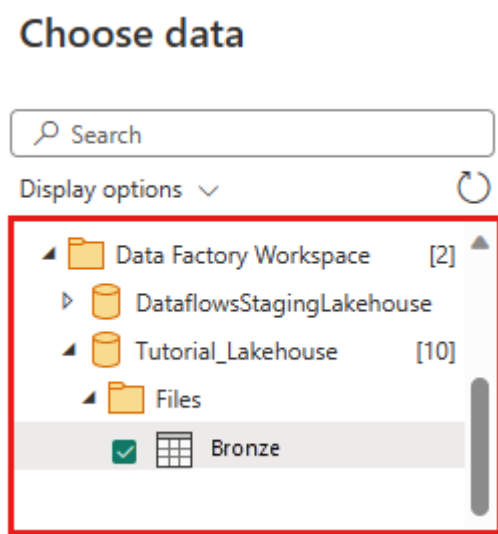 Choose data
Search
Display options
Data Factory Workspace [2]
DataflowsStagingLakehouse
Tutorial_Lakehouse [10]
Files
Bronze